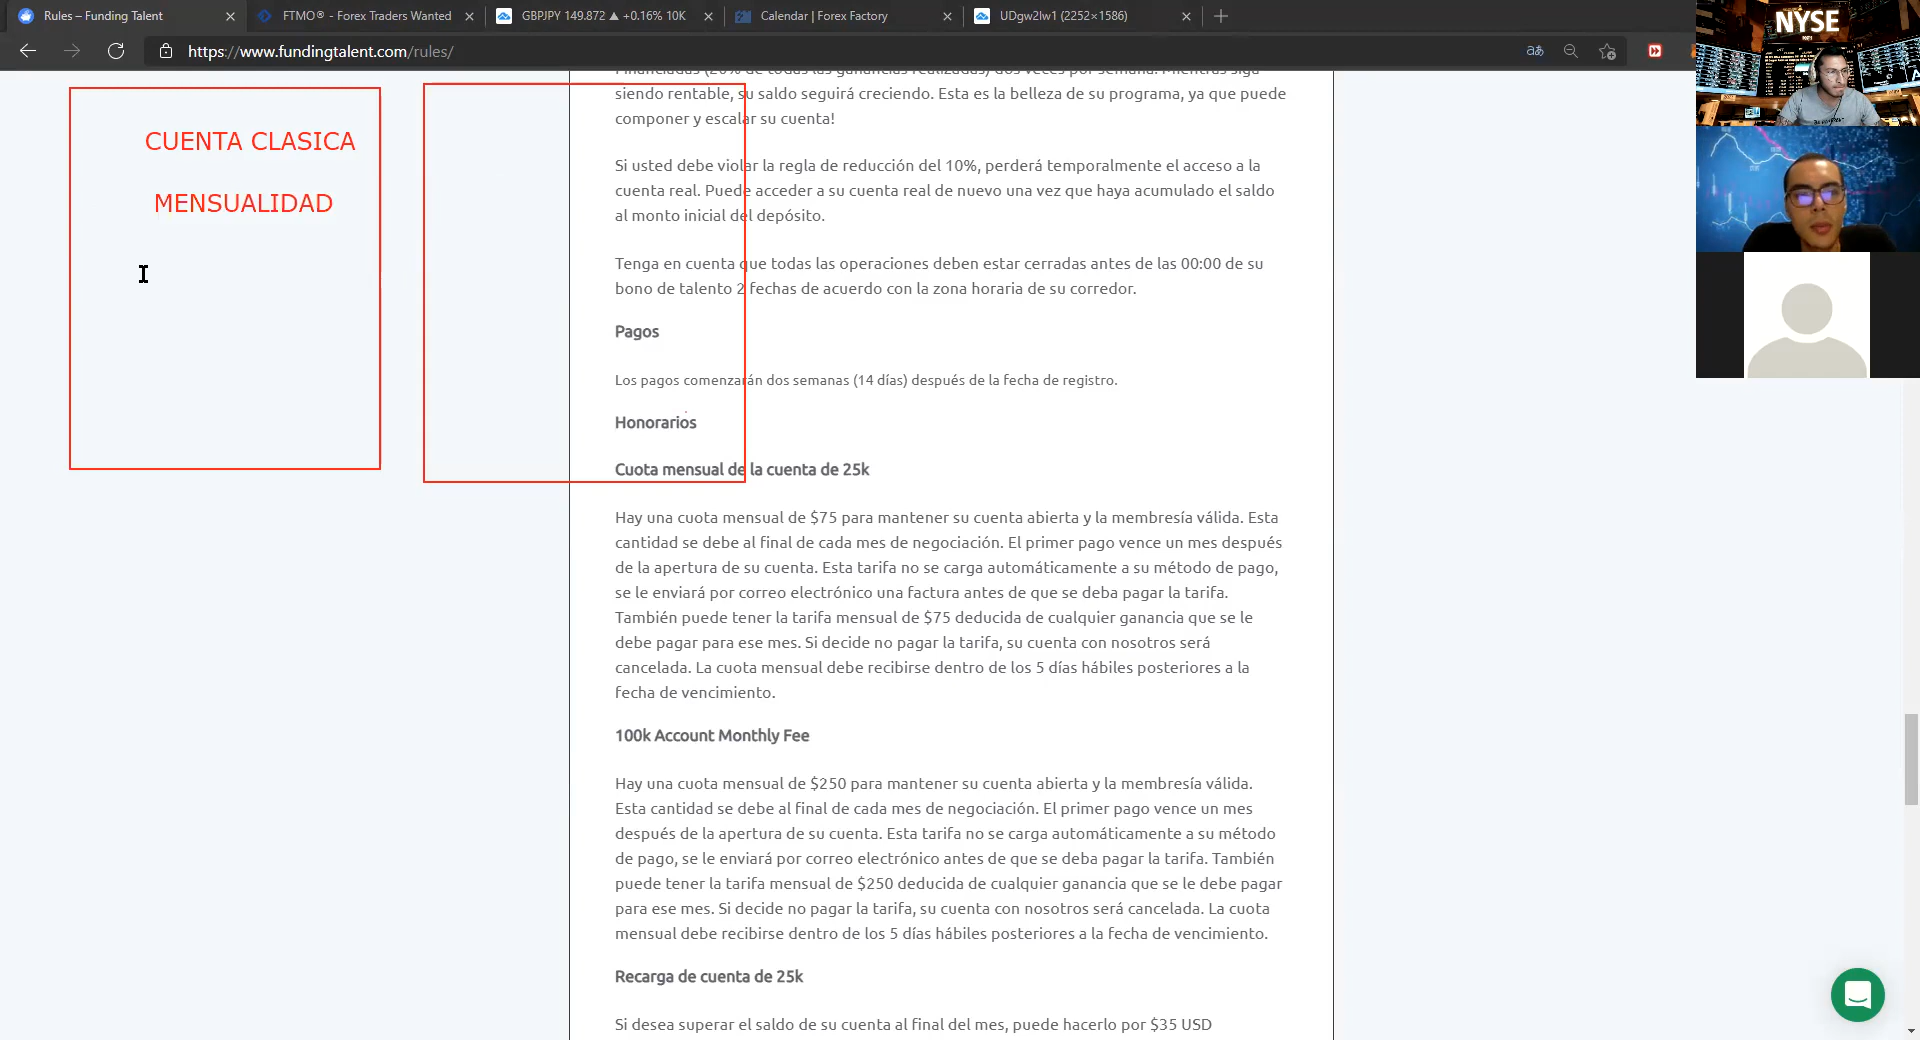 Rules – Funding Talent
FTMO® - Forex Traders Wanted
GBPJPY 149.872 ▲ +0.16% 10K
Calendar | Forex Factory
UDgw2lw1 (2252×1586)
https://www.fundingtalent.com/rules/
aあ
NYSE
CUENTA CLASICA
MENSUALIDAD
Financiadas (20% de todas las ganancias realizadas) dos veces por semana. Mientras siga
siendo rentable, su saldo seguirá creciendo. Esta es la belleza de su programa, ya que puede
componer y escalar su cuenta!
Si usted debe violar la regla de reducción del 10%, perderá temporalmente el acceso a la
cuenta real. Puede acceder a su cuenta real de nuevo una vez que haya acumulado el saldo
al monto inicial del depósito.
Tenga en cuenta que todas las operaciones deben estar cerradas antes de las 00:00 de su
bono de talento 2 fechas de acuerdo con la zona horaria de su corredor.
Pagos
Los pagos comenzarán dos semanas (14 días) después de la fecha de registro.
Honorarios
Cuota mensual de la cuenta de 25k
Hay una cuota mensual de $75 para mantener su cuenta abierta y la membresía válida. Esta
cantidad se debe al final de cada mes de negociación. El primer pago vence un mes después
de la apertura de su cuenta. Esta tarifa no se carga automáticamente a su método de pago,
se le enviará por correo electrónico una factura antes de que se deba pagar la tarifa.
También puede tener la tarifa mensual de $75 deducida de cualquier ganancia que se le
debe pagar para ese mes. Si decide no pagar la tarifa, su cuenta con nosotros será
cancelada. La cuota mensual debe recibirse dentro de los 5 días hábiles posteriores a la
fecha de vencimiento.
100k Account Monthly Fee
Hay una cuota mensual de $250 para mantener su cuenta abierta y la membresía válida.
Esta cantidad se debe al final de cada mes de negociación. El primer pago vence un mes
después de la apertura de su cuenta. Esta tarifa no se carga automáticamente a su método
de pago, se le enviará por correo electrónico antes de que se deba pagar la tarifa. También
puede tener la tarifa mensual de $250 deducida de cualquier ganancia que se le debe pagar
para ese mes. Si decide no pagar la tarifa, su cuenta con nosotros será cancelada. La cuota
mensual debe recibirse dentro de los 5 días hábiles posteriores a la fecha de vencimiento.
Recarga de cuenta de 25k
Si desea superar el saldo de su cuenta al final del mes, puede hacerlo por $35 USD